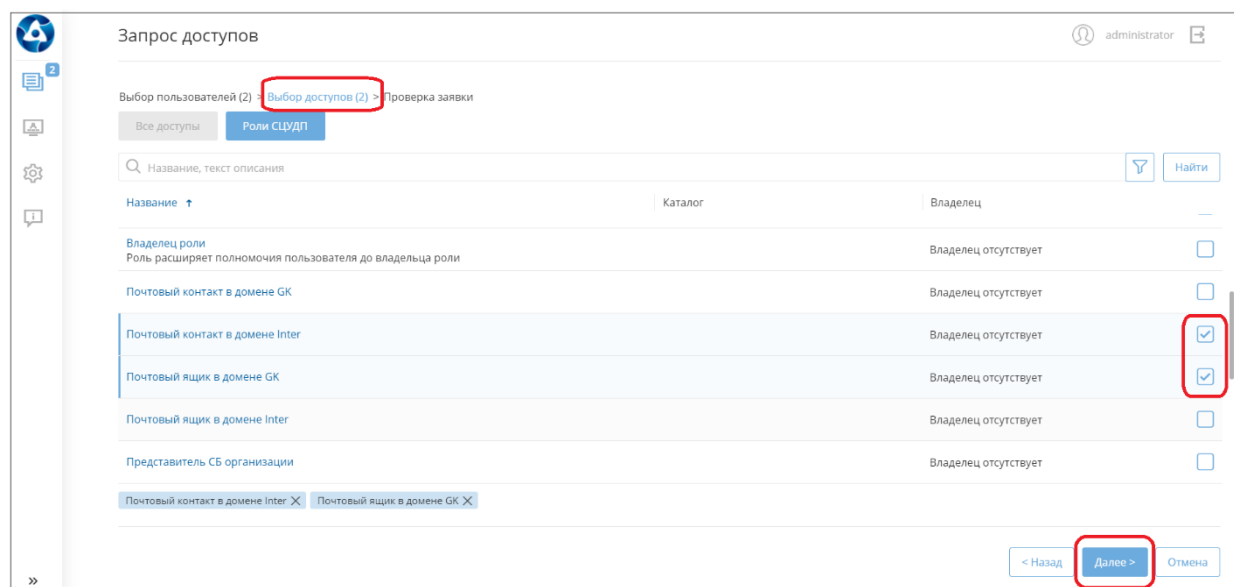 Запрос доступов
administrator
2
Выбор пользователей (2) > Выбор доступов (2) > Проверка заявки
Все доступы Роли СЦУДП
Название, текст описания Найти
Название ↑ Каталог Владелец
Владелец роли
Роль расширяет полномочия пользователя до владельца роли Владелец отсутствует
Почтовый контакт в домене GK Владелец отсутствует
Почтовый контакт в домене Inter Владелец отсутствует
Почтовый ящик в домене GK Владелец отсутствует
Почтовый ящик в домене Inter Владелец отсутствует
Представитель СБ организации Владелец отсутствует
Почтовый контакт в домене Inter X Почтовый ящик в домене GK X
< Назад Далее > Отмена
»